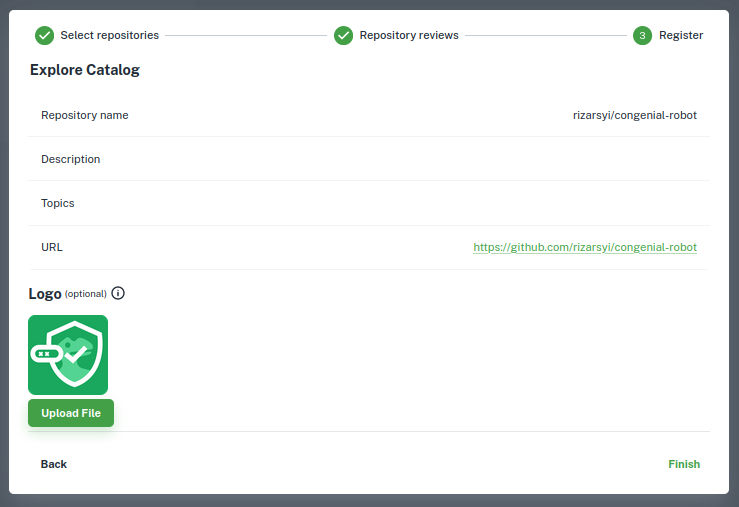 Select repositories
Repository reviews
3 Register
Explore Catalog
Repository name rizarsyi/congenial-robot
Description
Topics
URL https://github.com/rizarsyi/congenial-robot
Logo (optional)
Upload File
Back Finish